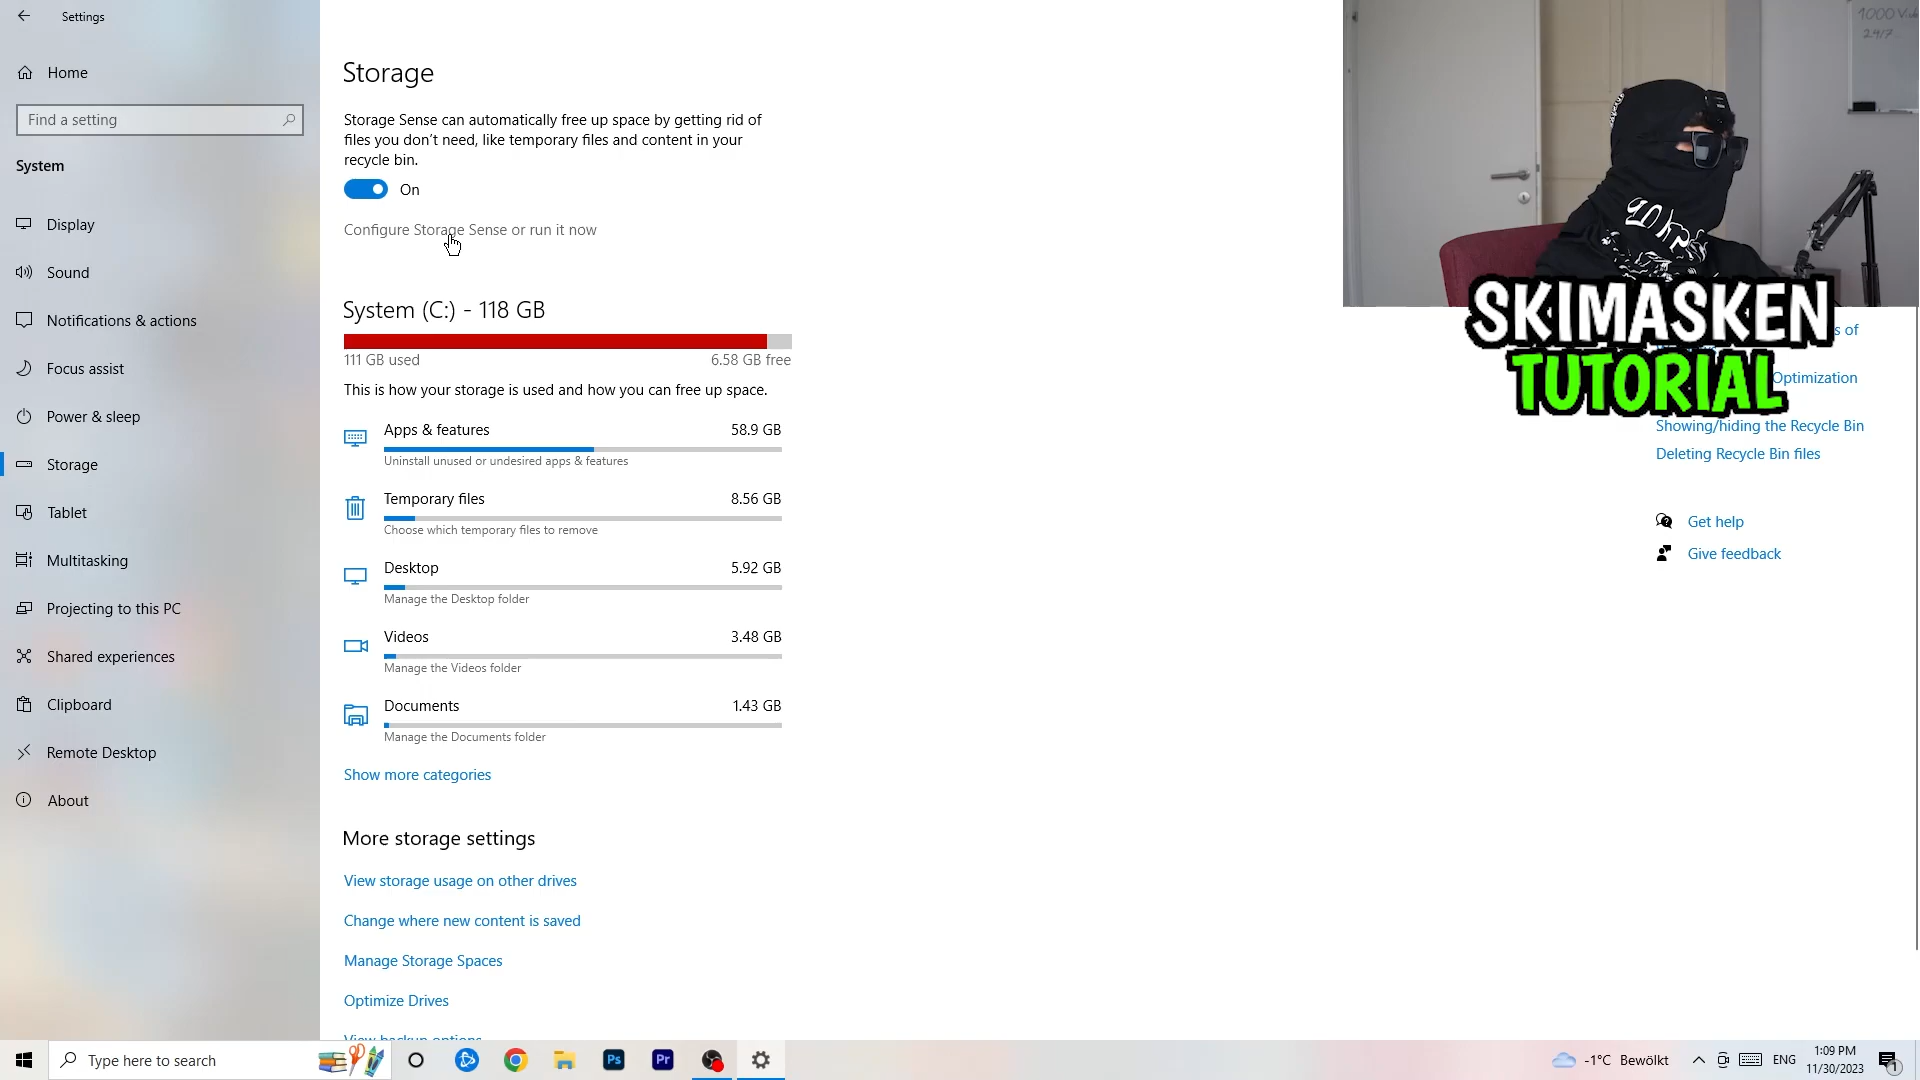 Settings
Home
Find a setting
System
Display
Sound
Notifications & actions
Focus assist
Power & sleep
Storage
Tablet
Multitasking
Projecting to this PC
Shared experiences
Clipboard
Remote Desktop
About
Storage
Storage Sense can automatically free up space by getting rid of
files you don't need, like temporary files and content in your
recycle bin.
On
Configure Storage Sense or run it now
System (C:) - 118 GB
111 GB used 6.58 GB free
This is how your storage is used and how you can free up space.
Apps & features 58.9 GB
Uninstall unused or undesired apps & features
Temporary files 8.56 GB
Choose which temporary files to remove
Desktop 5.92 GB
Manage the Desktop folder
Videos 3.48 GB
Manage the Videos folder
Documents 1.43 GB
Manage the Documents folder
Show more categories
More storage settings
View storage usage on other drives
Change where new content is saved
Manage Storage Spaces
Optimize Drives
View backup options
1000
24/7
SKIMASKEN
TUTORIAL
s of
Optimization
Showing/hiding the Recycle Bin
Deleting Recycle Bin files
Get help
Give feedback
Type here to search
Ps
Pr
-1°C Bewölkt
ENG
1:09 PM
11/30/2023
1